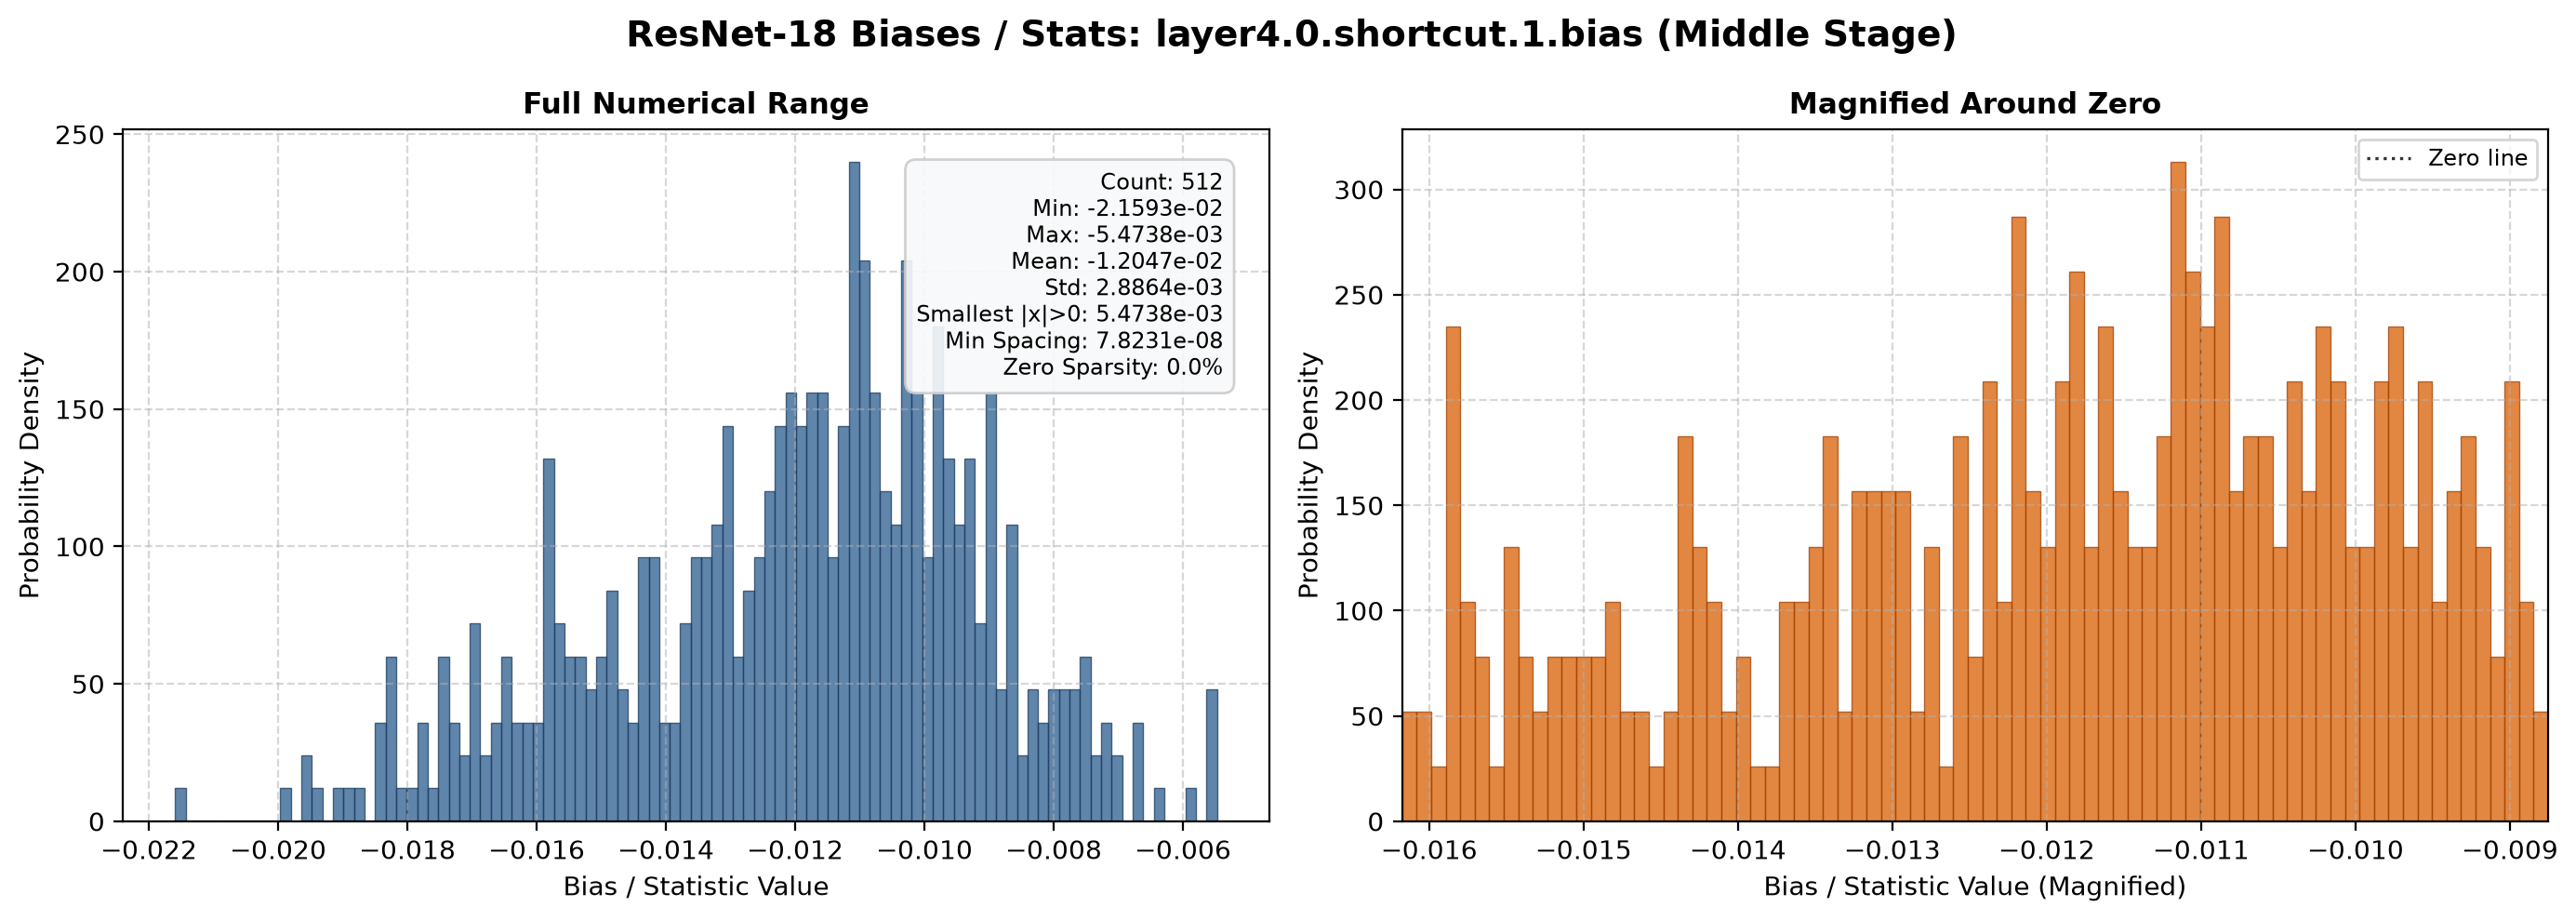 ResNet-18 Biases / Stats: layer4.0.shortcut.1.bias (Middle Stage)
Full Numerical Range
Probability Density
250
200
150
100
50
0
Count: 512
Min: -2.1593e-02
Max: -5.4738e-03
Mean: -1.2047e-02
Std: 2.8864e-03
Smallest |x|>0: 5.4738e-03
Min Spacing: 7.8231e-08
Zero Sparsity: 0.0%
−0.022 −0.020 −0.018 −0.016 −0.014 −0.012 −0.010 −0.008 −0.006
Bias / Statistic Value
Magnified Around Zero
Probability Density
300
250
200
150
100
50
0
Zero line
−0.016 −0.015 −0.014 −0.013 −0.012 −0.011 −0.010 −0.009
Bias / Statistic Value (Magnified)